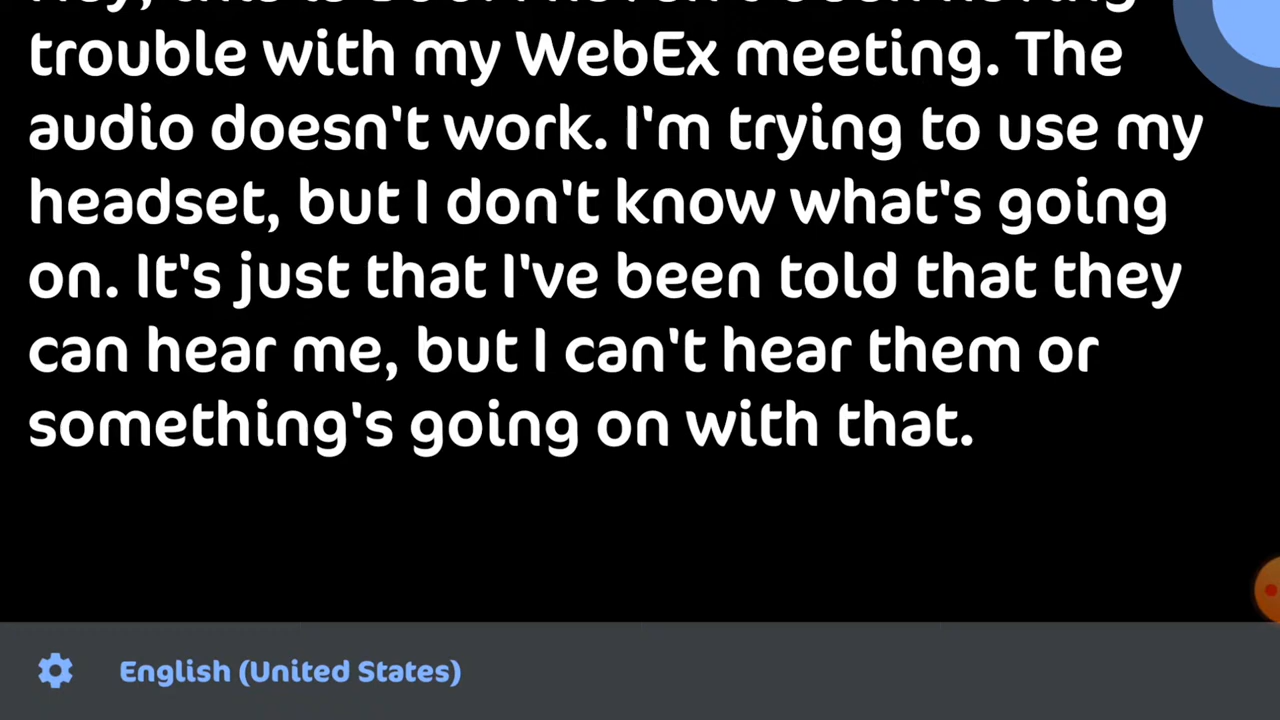 trouble with my WebEx meeting. The
audio doesn't work. I'm trying to use my
headset, but I don't know what's going
on. It's just that I've been told that they
can hear me, but I can't hear them or
something's going on with that.
English (United States)